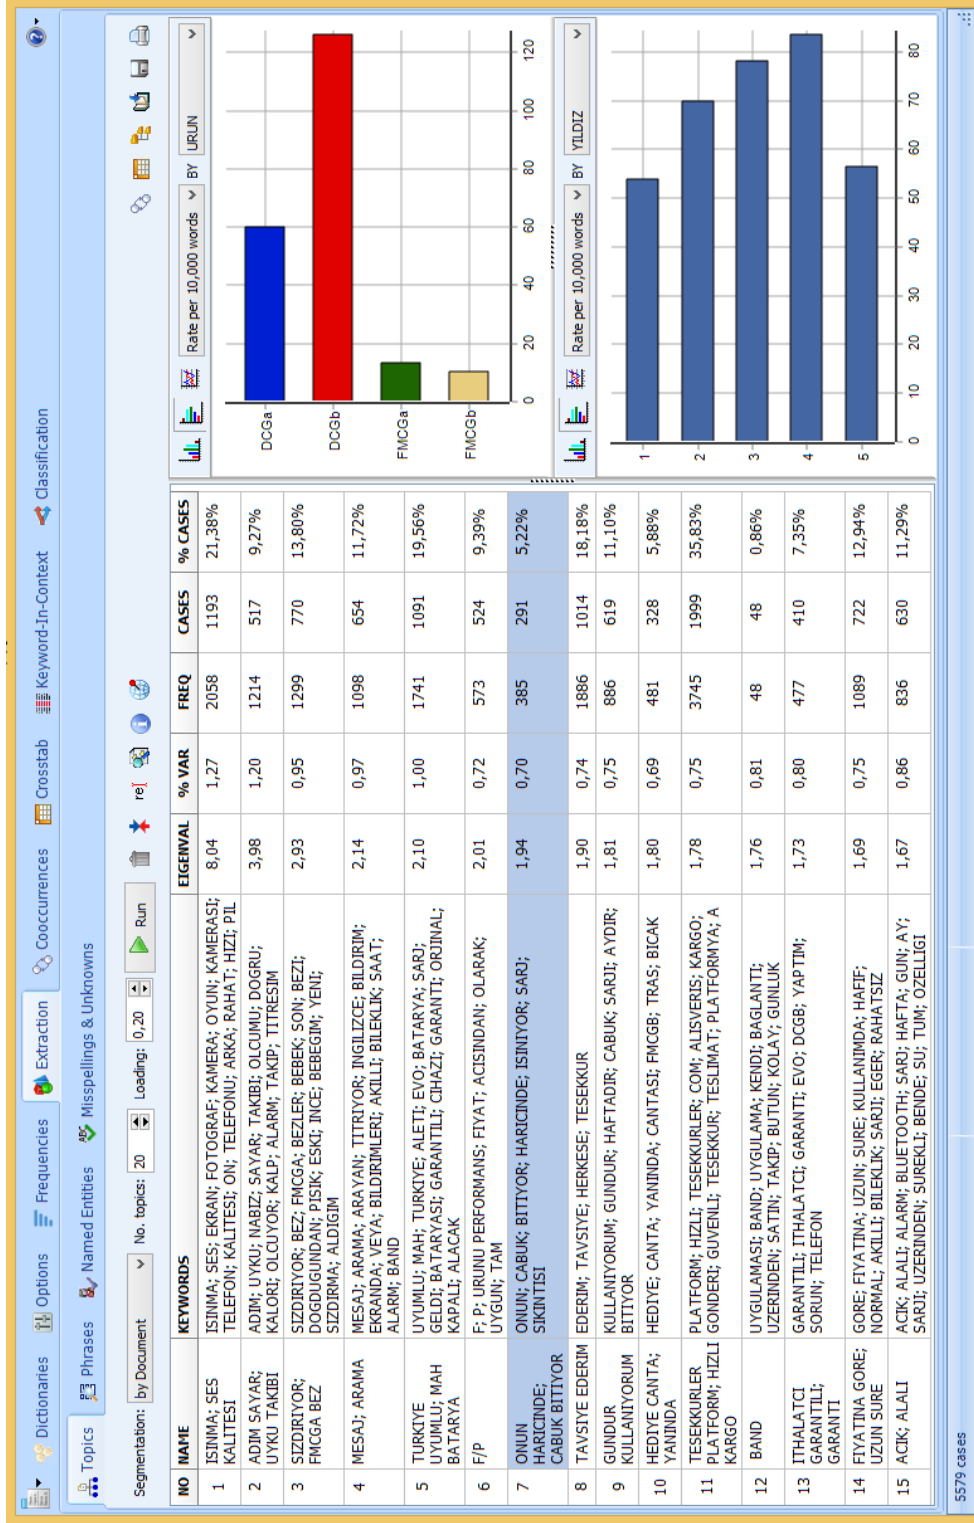 Dictionaries Options Frequencies Extraction Cooccurrences Crosstab Keyword-In-Context Classification
Topics Phrases Named Entities Misspellings & Unknowns
Segmentation: by Document No. topics: 20 Loading: 0,20 Run
NO NAME KEYWORDS EIGENVAL % VAR FREQ CASES % CASES
1 ISINMA; SES KALITESI ISINMA; SES; EKRAN; FOTOGRAF; KAMERA; OYUN; KAMERASI; 8,04 1,27 2058 1193 21,38%
TELEFON; KALITESI; ON; TELEFONU; ARKA; RAHAT; HIZI; PIL
2 ADIM SAYAR; UYKU TAKIBI ADIM; UYKU; NABIZ; SAYAR; TAKIBI; OLCUMU; DOGRU; 3,98 1,20 1214 517 9,27%
KALORI; OLCUYOR; KALP; ALARM; TAKIP; TITRESIM
3 SIZDIRIYOR; FMCGA BEZ SIZDIRIYOR; BEZ; FMCGA; BEZLER; BEBEK; SON; BEZI; 2,93 0,95 1299 770 13,80%
DOGDUGUNDAN; PISIK; ESKI; INCE; BEBEGIM; YENI;
SIZDIRMA; ALDIGIM
4 MESAJ; ARAMA MESAJ; ARAMA; ARAYAN; TITRIYOR; INGILIZCE; BILDIRIM; 2,14 0,97 1098 654 11,72%
EKRANDA; VEYA; BILDIRIMLERI; AKILLI; BILEKLIK; SAAT;
ALARM; BAND
5 TURKIYE UYUMLU; MAH BATARYA UYUMLU; MAH; TURKIYE; ALETI; EVO; BATARYA; SARJ; 2,10 1,00 1741 1091 19,56%
GELDI; BATARYASI; GARANTILI; CIHAZI; GARANTI; ORJINAL;
KAPALI; ALACAK
6 F/P F; P; URUNU PERFORMANS; FIYAT; ACISINDAN; OLARAK; 2,01 0,72 573 524 9,39%
UYGUN; TAM
7 ONUN HARICINDE; CABUK BITIYOR ONUN; CABUK; BITIYOR; HARICINDE; ISINIYOR; SARJ; 1,94 0,70 385 291 5,22%
SIKINTISI
8 TAVSIYE EDERIM EDERIM; TAVSIYE; HERKESE; TESEKKUR 1,90 0,74 1886 1014 18,18%
9 GUNDUR KULLANIYORUM KULLANIYORUM; GUNDUR; HAFTADIR; CABUK; SARJI; AYDIR; 1,81 0,75 886 619 11,10%
BITIYOR
10 HEDIYE CANTA; YANINDA HEDIYE; CANTA; YANINDA; CANTASI; FMCGB; TRAS; BICAK 1,80 0,69 481 328 5,88%
11 TESEKKURLER PLATFORM; HIZLI KARGO PLATFORM; HIZLI; TESEKKURLER; COM; ALISVERIS; KARGO; 1,78 0,75 3745 1999 35,83%
GONDERI; GUVENLI; TESEKKUR; TESLIMAT; PLATFORMYA; A
12 BAND UYGULAMASI; BAND; UYGULAMA; KENDI; BAGLANTI; 1,76 0,81 48 48 0,86%
UZERINDEN; SATIN; TAKIP; BUTUN; KOLAY; GUNLUK
13 ITHALATCI GARANTILI; GARANTI GARANTILI; ITHALATCI; GARANTI; EVO; DCGB; YAPTIM; 1,73 0,80 477 410 7,35%
SORUN; TELEFON
14 FIYATINA GORE; UZUN SURE GORE; FIYATINA; UZUN; SURE; KULLANIMDA; HAFIF; 1,69 0,75 1089 722 12,94%
NORMAL; AKILLI; BILEKLIK; SARJI; EGER; RAHATSIZ
15 ACIK; ALALI ACIK; ALALI; ALARM; BLUETOOTH; SARJ; HAFTA; GUN; AY; 1,67 0,86 836 630 11,29%
SARJI; UZERINDEN; SUREKLI; BENDE; SU; TUM; OZELLIGI
Rate per 10,000 words BY URUN
DCGa
DCGb
FMCGa
FMCGb
0 20 40 60 80 100 120
Rate per 10,000 words BY YILDIZ
1
2
3
4
5
0 10 20 30 40 50 60 70 80
5579 cases